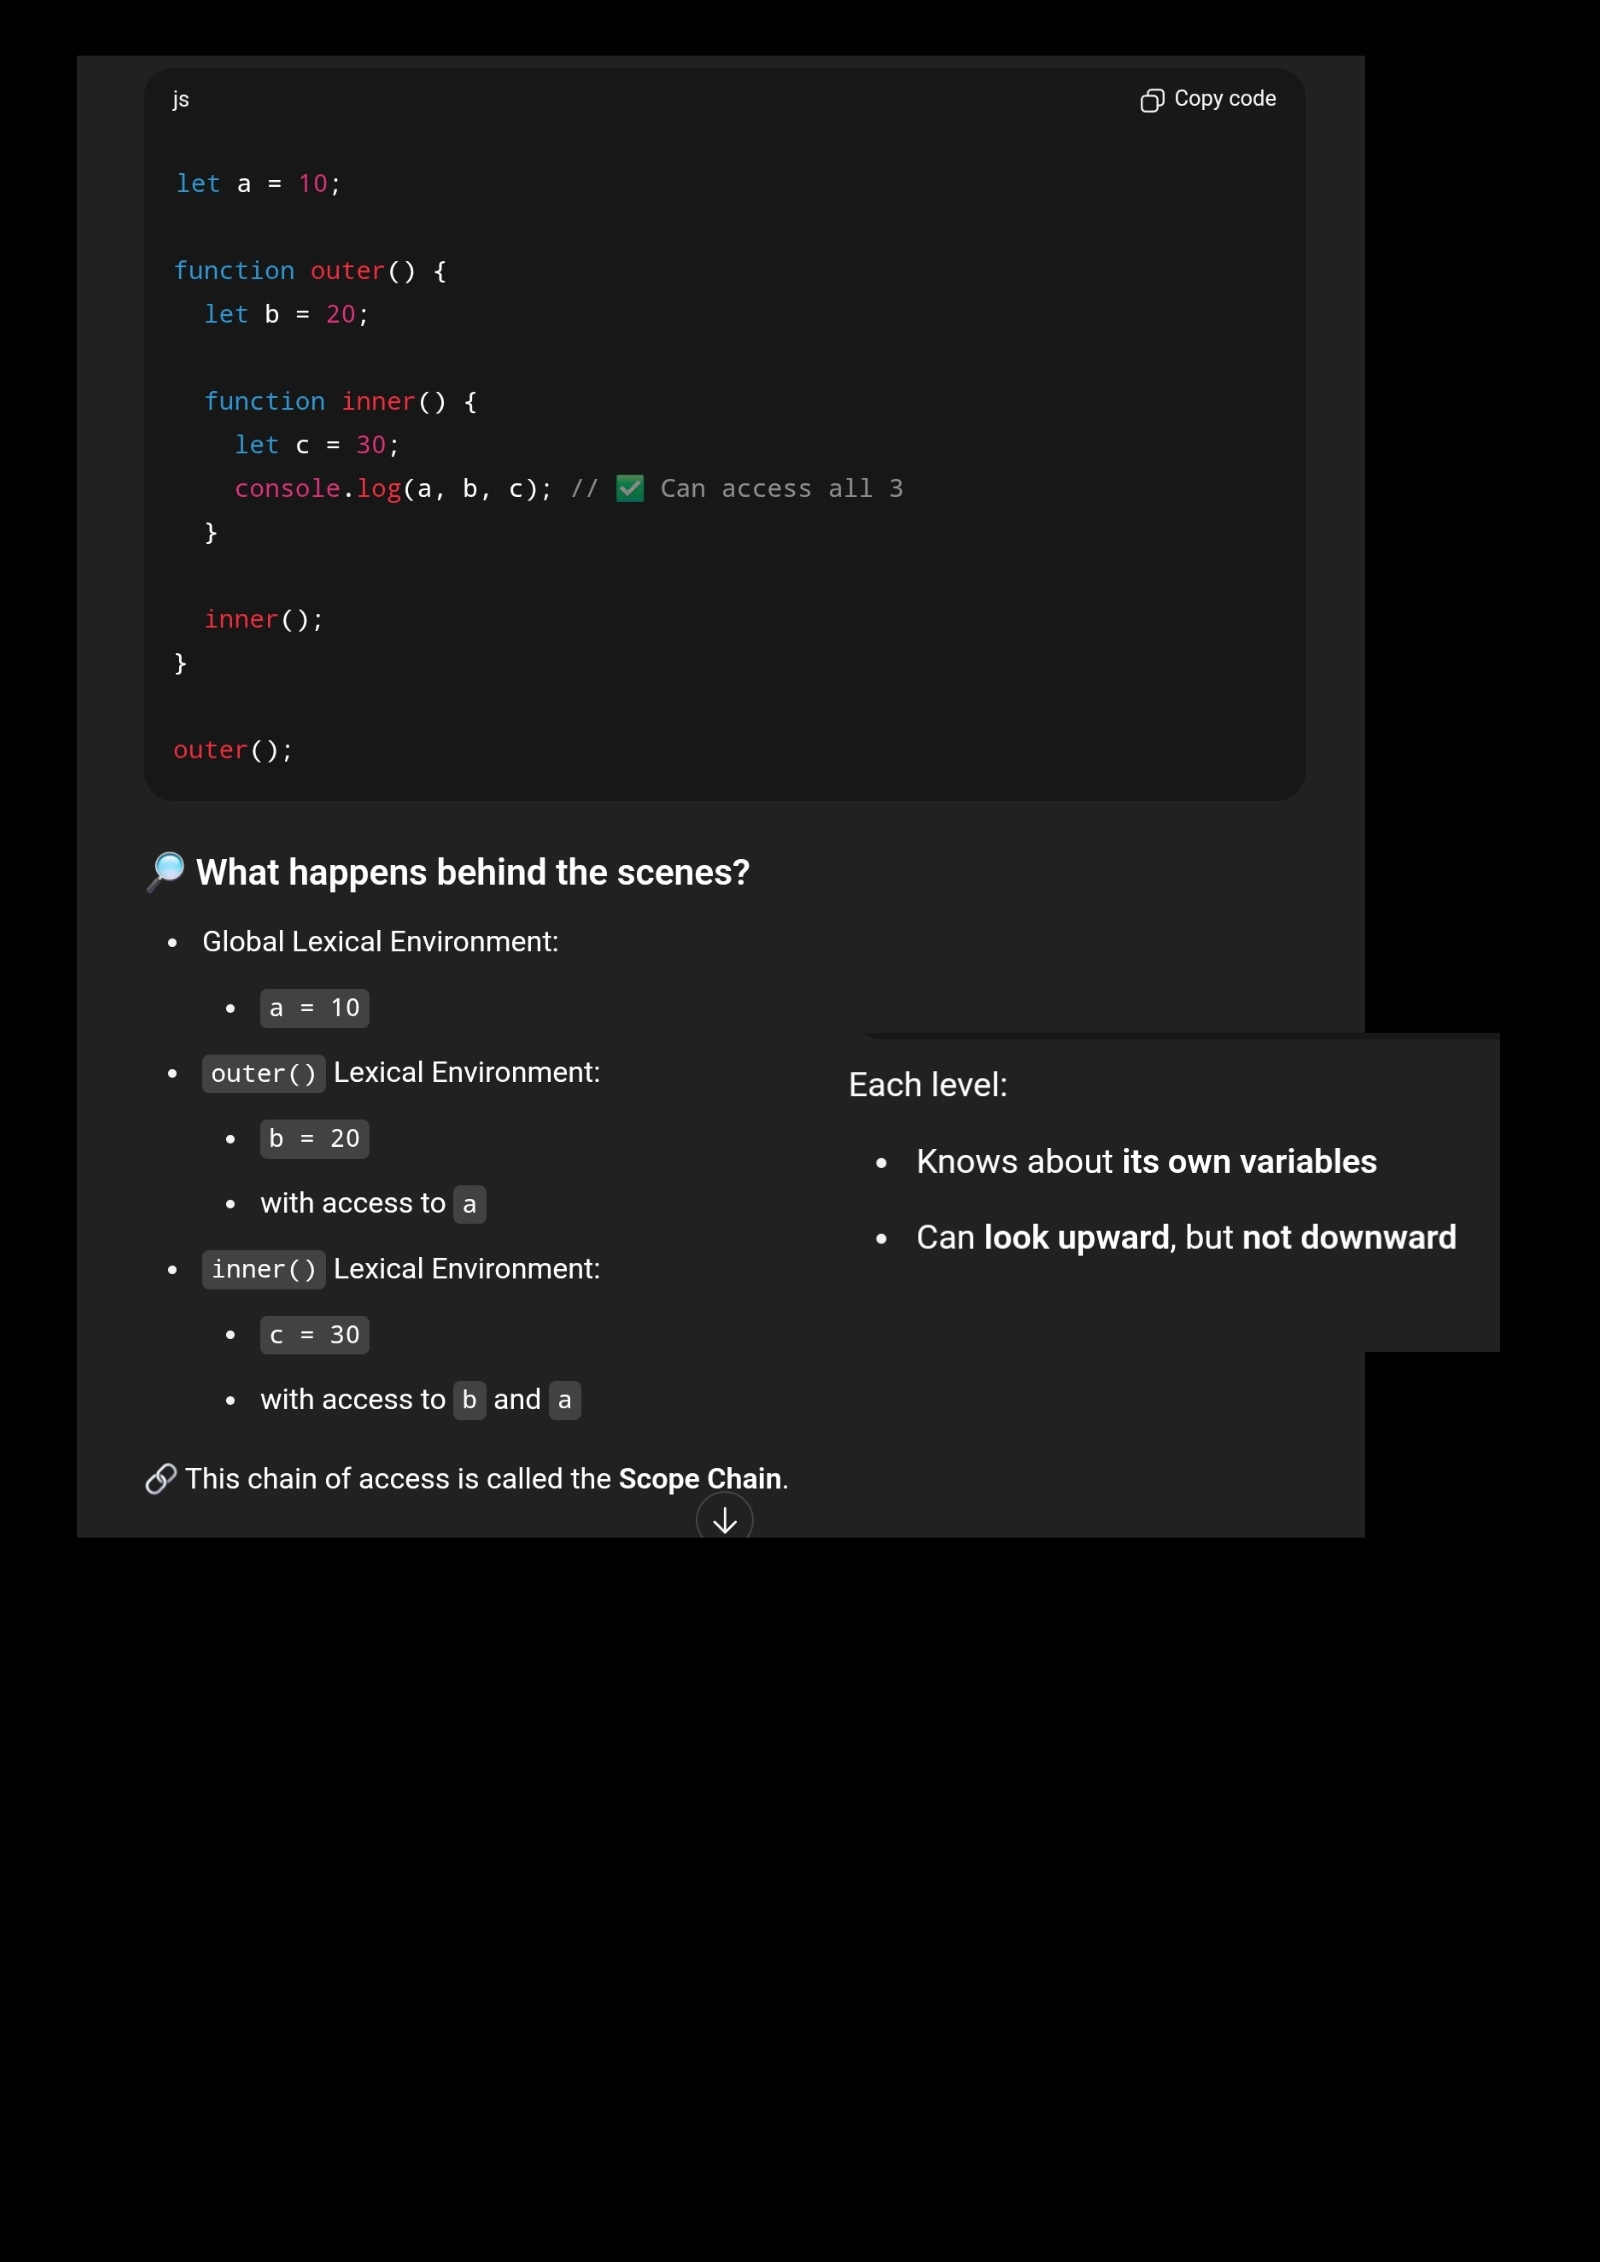 js
Copy code
let a = 10;
function outer() {
let b = 20;
function inner() {
let c = 30;
console.log(a, b, c); // ✅ Can access all 3
}
inner();
}
outer();
🔎 What happens behind the scenes?
• Global Lexical Environment:
• a = 10
• outer() Lexical Environment:
• b = 20
• with access to a
• inner() Lexical Environment:
• c = 30
• with access to b and a
🔗 This chain of access is called the Scope Chain.
Each level:
• Knows about its own variables
• Can look upward, but not downward